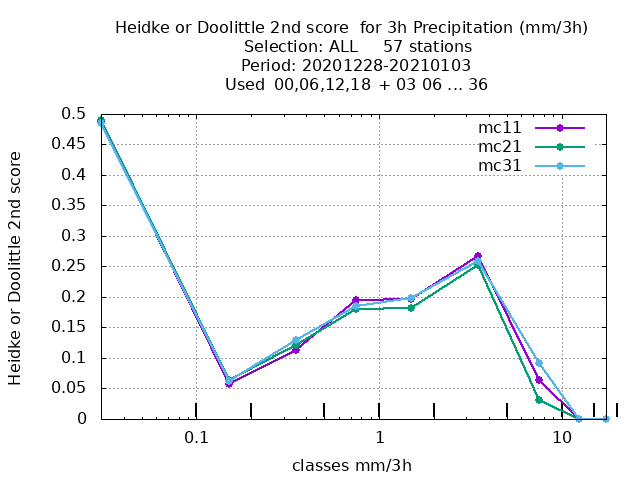 Heidke or Doolittle 2nd score  for 3h Precipitation (mm/3h)
Selection: ALL     57 stations
Period: 20201228-20210103
Used  00,06,12,18  + 03 06 ... 36
Heidke or Doolittle 2nd score
0.5
0.45
0.4
0.35
0.3
0.25
0.2
0.15
0.1
0.05
0
mc11
mc21
mc31
0.1
1
10
classes mm/3h